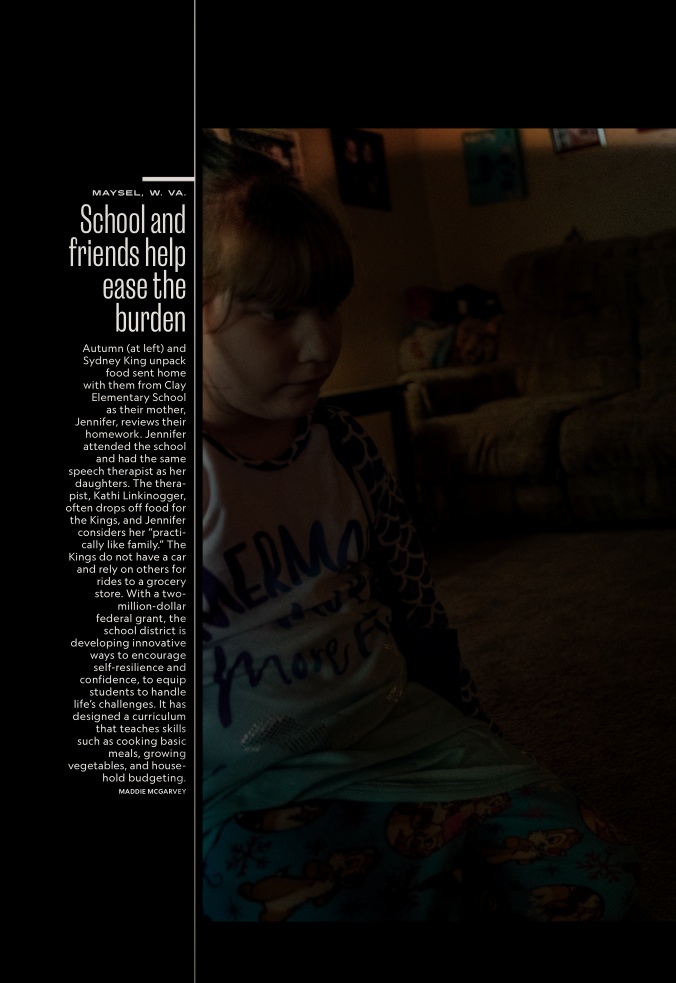 MAYSEL, W. VA.
School and
friends help
ease the
burden
Autumn (at left) and
Sydney King unpack
food sent home
with them from Clay
Elementary School
as their mother,
Jennifer, reviews their
homework. Jennifer
attended the school
and had the same
speech therapist as her
daughters. The thera-
pist, Kathi Linkinogger,
often drops off food for
the Kings, and Jennifer
considers her “practi-
cally like family.” The
Kings do not have a car
and rely on others for
rides to a grocery
store. With a two-
million-dollar
federal grant, the
school district is
developing innovative
ways to encourage
self-resilience and
confidence, to equip
students to handle
life’s challenges. It has
designed a curriculum
that teaches skills
such as cooking basic
meals, growing
vegetables, and house-
hold budgeting.
MADDIE MCGARVEY
more